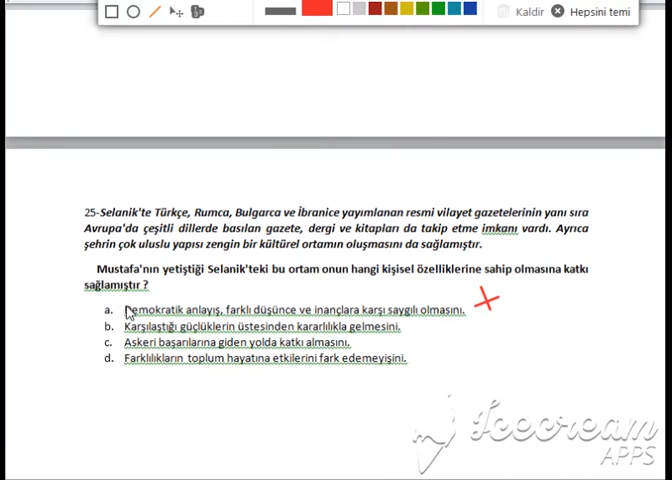 Kaldır Hepsini temi
25-Selanik'te Türkçe, Rumca, Bulgarca ve İbranice yayımlanan resmi vilayet gazetelerinin yanı sıra
Avrupa'da çeşitli dillerde basılan gazete, dergi ve kitapları da takip etme imkanı vardı. Ayrıca
şehrin çok uluslu yapısı zengin bir kültürel ortamın oluşmasını da sağlamıştır.
Mustafa'nın yetiştiği Selanik'teki bu ortam onun hangi kişisel özelliklerine sahip olmasına katkı
sağlamıştır ?
a. Demokratik anlayış, farklı düşünce ve inançlara karşı saygılı olmasını.
b. Karşılaştığı güçlüklerin üstesinden kararlılıkla gelmesini.
c. Askeri başarılarına giden yolda katkı almasını.
d. Farklılıkların toplum hayatına etkilerini fark edemeyişini.
Icecream
APPS